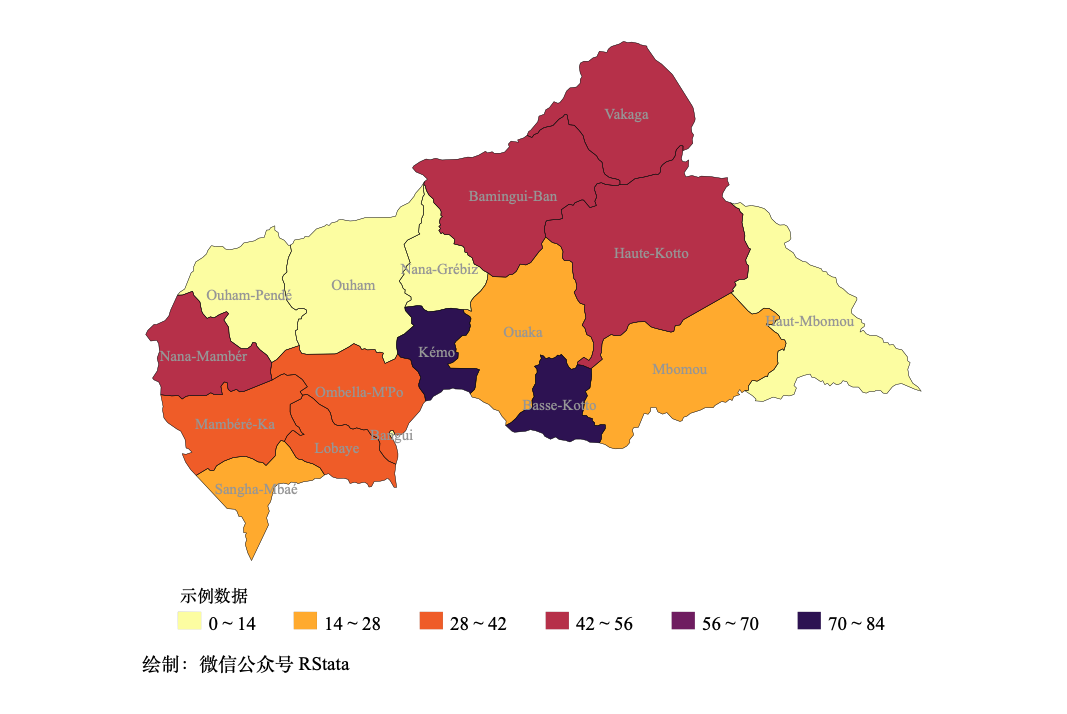 Vakaga
Bamingui-Ban
Haute-Kotto
Nana-Grébiz
Ouham
Ouham-Pendé
Haut-Mbomou
Ouaka
Kémo
Nana-Mambér
Mbomou
Ombella-M'Po
Basse-Kotto
Mambéré-Ka
Bangui
Lobaye
Sangha-Mbaé
示例数据
0 ~ 14 14 ~ 28 28 ~ 42 42 ~ 56 56 ~ 70 70 ~ 84
绘制：微信公众号 RStata